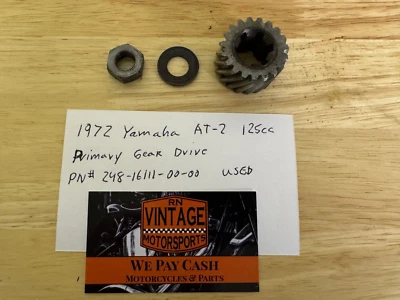 1972 Yamaha AT-2 125cc
Primary Gear Drive
PN# 248-16111-00-00 USED
RN
VINTAGE
MOTORSPORTS
WE PAY CASH
MOTORCYCLES & PARTS